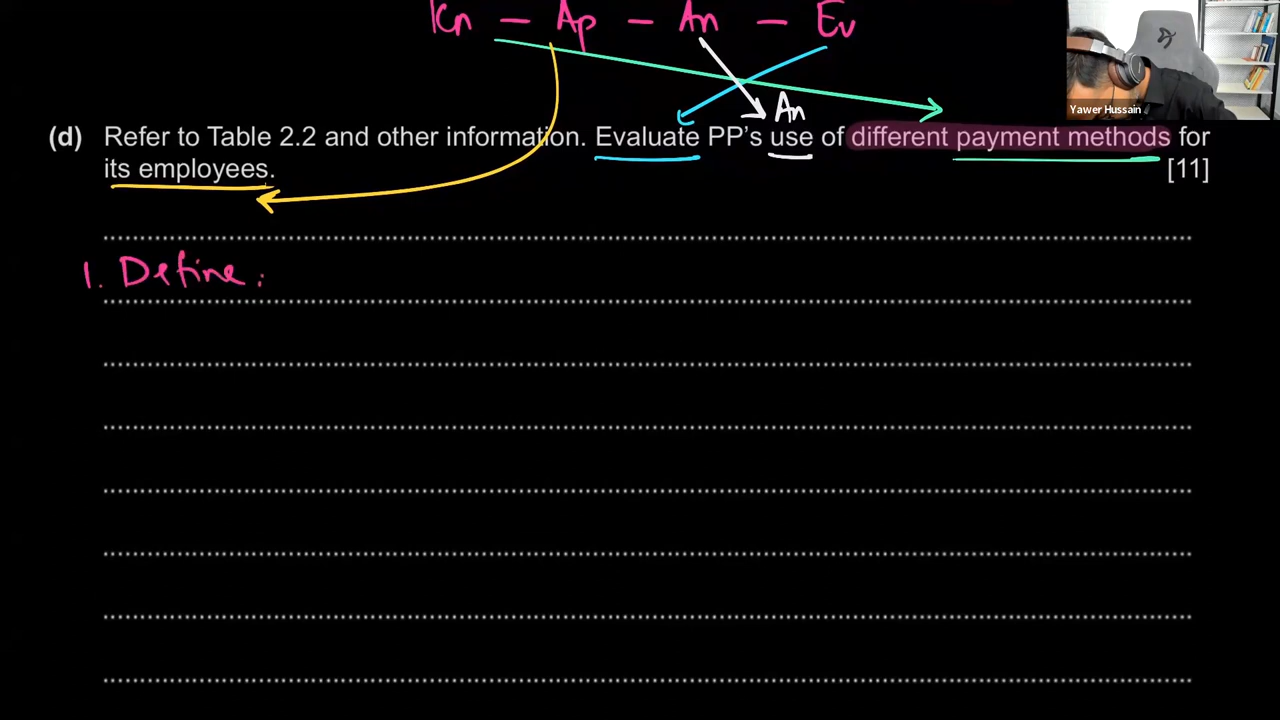 Kn - Ap - An - Ev
Yawer Hussain
An
(d) Refer to Table 2.2 and other information. Evaluate PP's use of different payment methods for
its employees. [11]
1. Define: